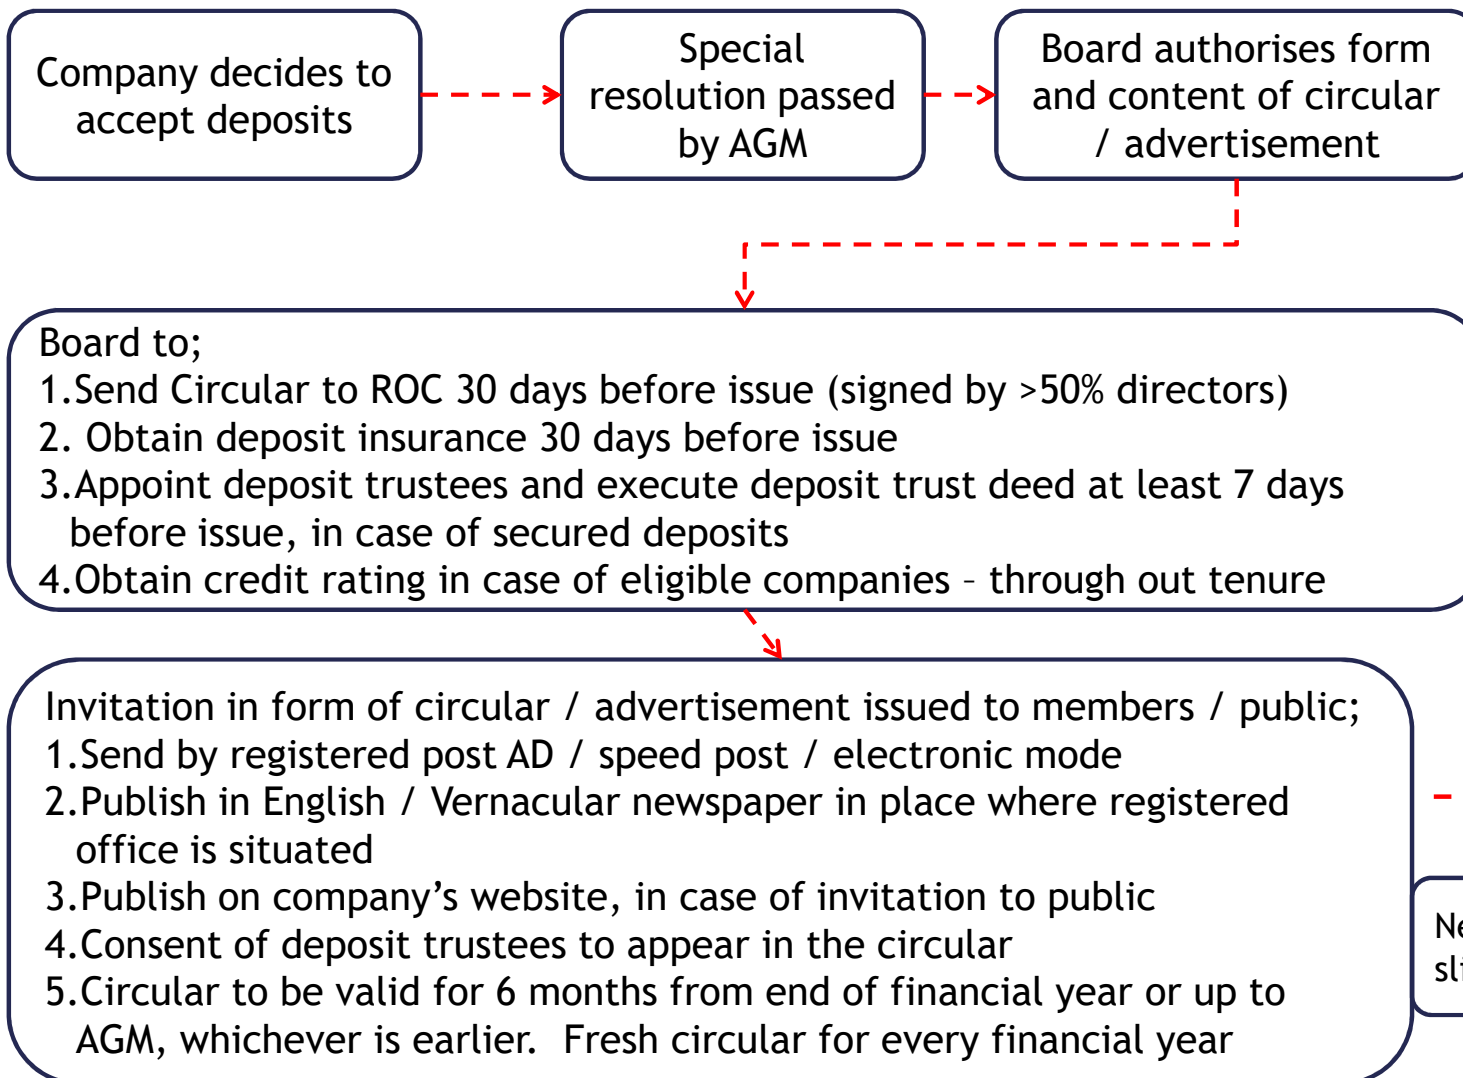 Company decides to
accept deposits
Special
resolution passed
by AGM
Board authorises form
and content of circular
/ advertisement
Board to;
1.Send Circular to ROC 30 days before issue (signed by >50% directors)
2. Obtain deposit insurance 30 days before issue
3.Appoint deposit trustees and execute deposit trust deed at least 7 days
before issue, in case of secured deposits
4.Obtain credit rating in case of eligible companies – through out tenure
Invitation in form of circular / advertisement issued to members / public;
1.Send by registered post AD / speed post / electronic mode
2.Publish in English / Vernacular newspaper in place where registered
office is situated
3.Publish on company’s website, in case of invitation to public
4.Consent of deposit trustees to appear in the circular
5.Circular to be valid for 6 months from end of financial year or up to
AGM, whichever is earlier.  Fresh circular for every financial year